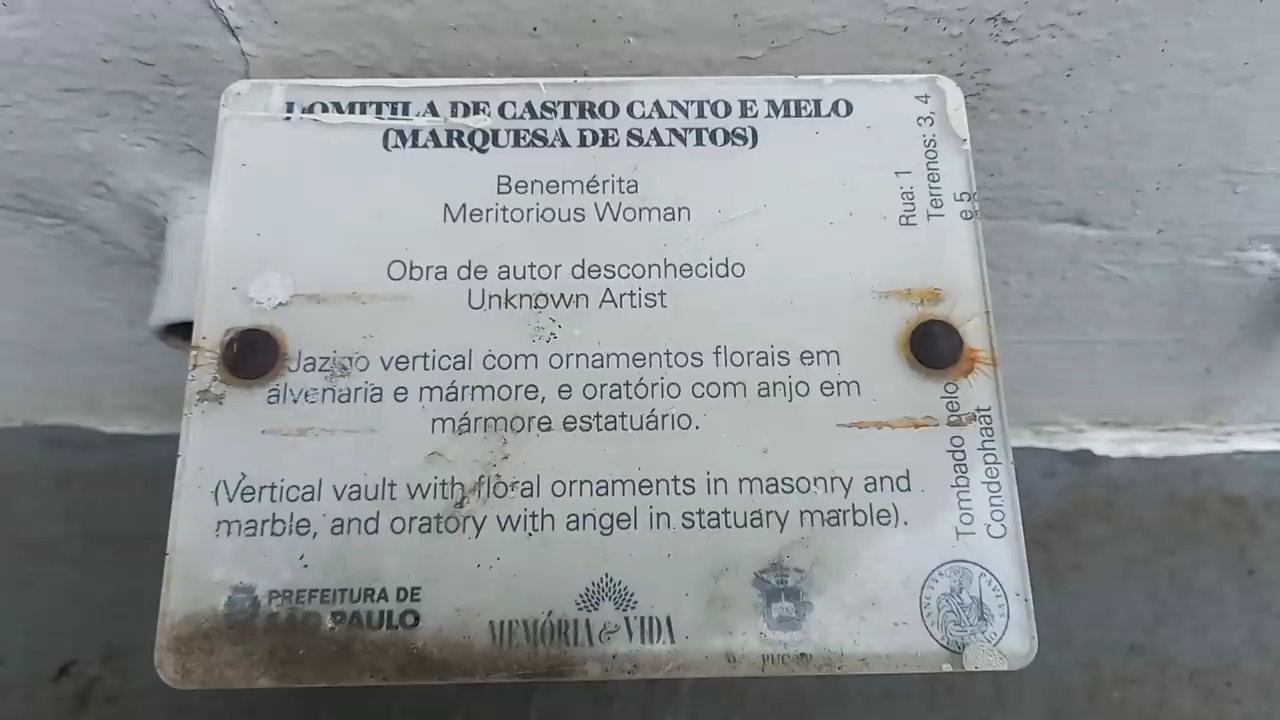 DOMITILA DE CASTRO CANTO E MELO
(MARQUESA DE SANTOS)
Benemérita
Meritorious Woman
Obra de autor desconhecido
Unknown Artist
Jazigo vertical com ornamentos florais em
alvenaria e mármore, e oratório com anjo em
mármore estatuário.
(Vertical vault with floral ornaments in masonry and
marble, and oratory with angel in statuary marble).
Rua: 1
Terrenos: 3, 4
e 5
Tombado pelo
Condephaat
PREFEITURA DE
SÃO PAULO
MEMÓRIA & VIDA